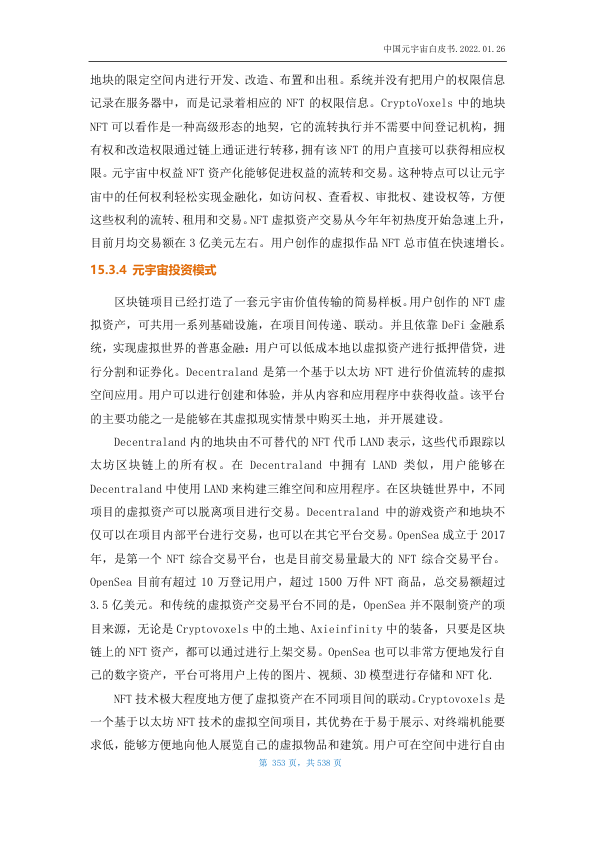 中国元宇宙白皮书.2022.01.26
地块的限定空间内进行开发、改造、布置和出租。系统并没有把用户的权限信息
记录在服务器中，而是记录着相应的 NFT 的权限信息。CryptoVoxels 中的地块
NFT 可以看作是一种高级形态的地契，它的流转执行并不需要中间登记机构，拥
有权和改造权限通过链上通证进行转移，拥有该 NFT 的用户直接可以获得相应权
限。元宇宙中权益 NFT 资产化能够促进权益的流转和交易。这种特点可以让元宇
宙中的任何权利轻松实现金融化，如访问权、查看权、审批权、建设权等，方便
这些权利的流转、租用和交易。NFT 虚拟资产交易从今年年初热度开始急速上升，
目前月均交易额在 3 亿美元左右。用户创作的虚拟作品 NFT 总市值在快速增长。
15.3.4 元宇宙投资模式
区块链项目已经打造了一套元宇宙价值传输的简易样板。用户创作的 NFT 虚
拟资产，可共用一系列基础设施，在项目间传递、联动。并且依靠 DeFi 金融系
统，实现虚拟世界的普惠金融：用户可以低成本地以虚拟资产进行抵押借贷，进
行分割和证券化。Decentraland 是第一个基于以太坊 NFT 进行价值流转的虚拟
空间应用。用户可以进行创建和体验，并从内容和应用程序中获得收益。该平台
的主要功能之一是能够在其虚拟现实情景中购买土地，并开展建设。
Decentraland 内的地块由不可替代的 NFT 代币 LAND 表示，这些代币跟踪以
太坊区块链上的所有权。在 Decentraland 中拥有 LAND 类似，用户能够在
Decentraland 中使用 LAND 来构建三维空间和应用程序。在区块链世界中，不同
项目的虚拟资产可以脱离项目进行交易。Decentraland 中的游戏资产和地块不
仅可以在项目内部平台进行交易，也可以在其它平台交易。OpenSea 成立于 2017
年，是第一个 NFT 综合交易平台，也是目前交易量最大的 NFT 综合交易平台。
OpenSea 目前有超过 10 万登记用户，超过 1500 万件 NFT 商品，总交易额超过
3.5 亿美元。和传统的虚拟资产交易平台不同的是，OpenSea 并不限制资产的项
目来源，无论是 Cryptovoxels 中的土地、Axieinfinity 中的装备，只要是区块
链上的 NFT 资产，都可以通过进行上架交易。OpenSea 也可以非常方便地发行自
己的数字资产，平台可将用户上传的图片、视频、3D 模型进行存储和 NFT 化.
NFT 技术极大程度地方便了虚拟资产在不同项目间的联动。Cryptovoxels 是
一个基于以太坊 NFT 技术的虚拟空间项目，其优势在于易于展示、对终端机能要
求低，能够方便地向他人展览自己的虚拟物品和建筑。用户可在空间中进行自由
第 353 页，共 538 页